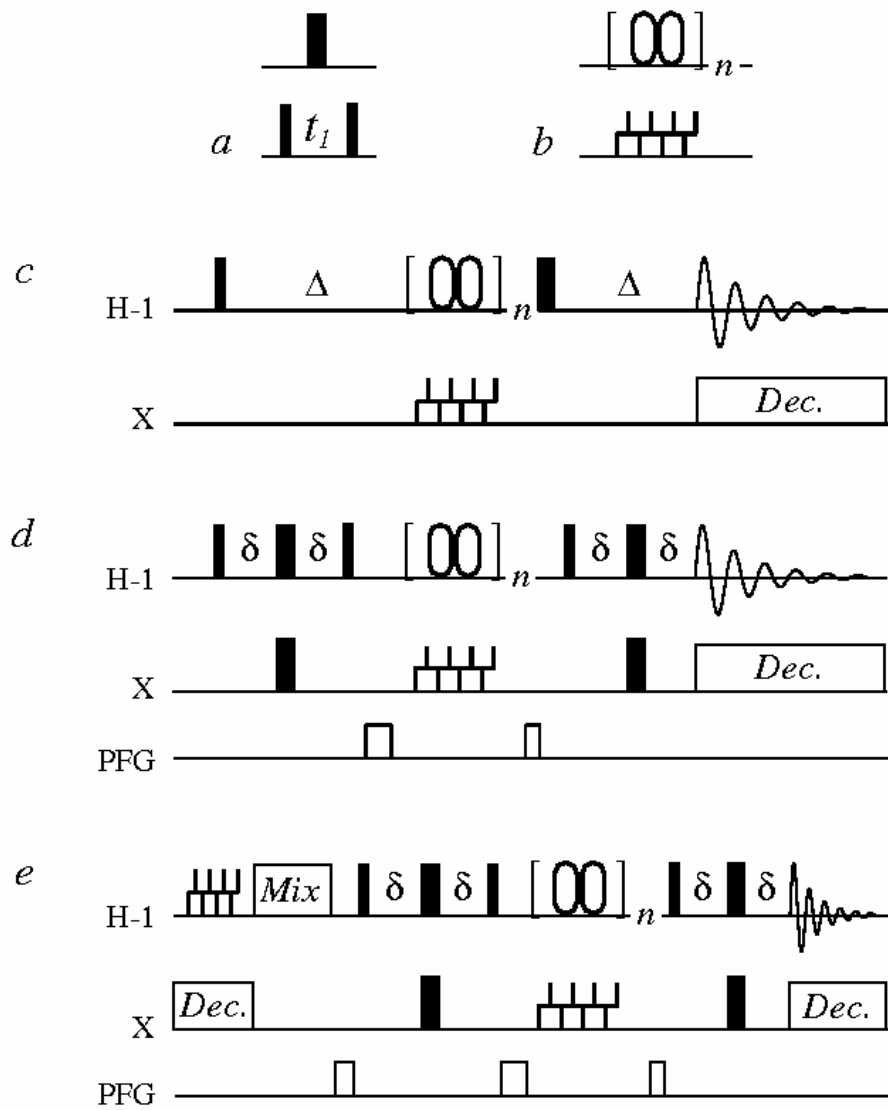 [ ] n
a t1 b
c
H-1 Δ [ ] n Δ
X Dec.
d
H-1 δ δ [ ] n δ δ
X Dec.
PFG
e
H-1 Mix δ δ [ ] n δ δ
X Dec. Dec.
PFG